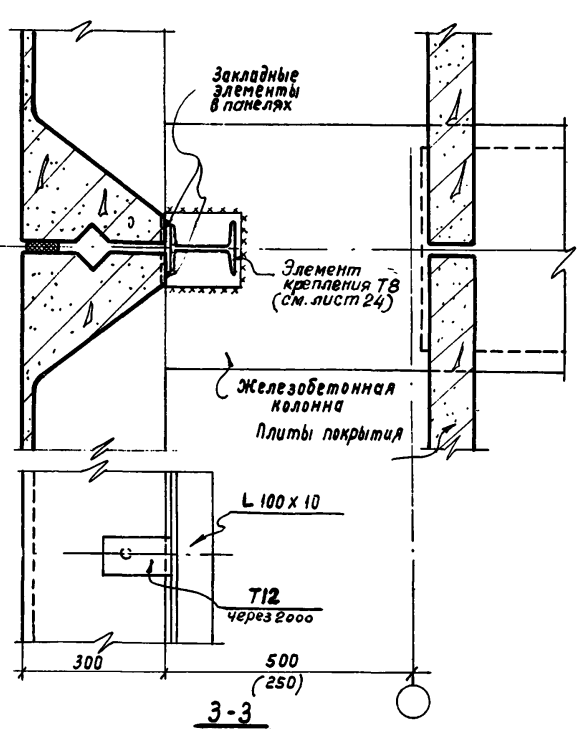 Закладные
элементы
в панелях
Элемент
крепления Т8
(см. лист 24)
Железобетонная
колонна
Плиты покрытия
L 100 х 10
Т12
через 2000
300
500
(250)
3-3